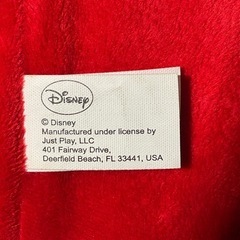 Disney
© Disney
Manufactured under license by
Just Play, LLC
401 Fairway Drive,
Deerfield Beach, FL 33441, USA